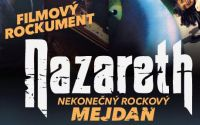 FILMOVÝ
ROCKUMENT
Nazareth
NEKONEČNÝ ROCKOVÝ
MEJDAN